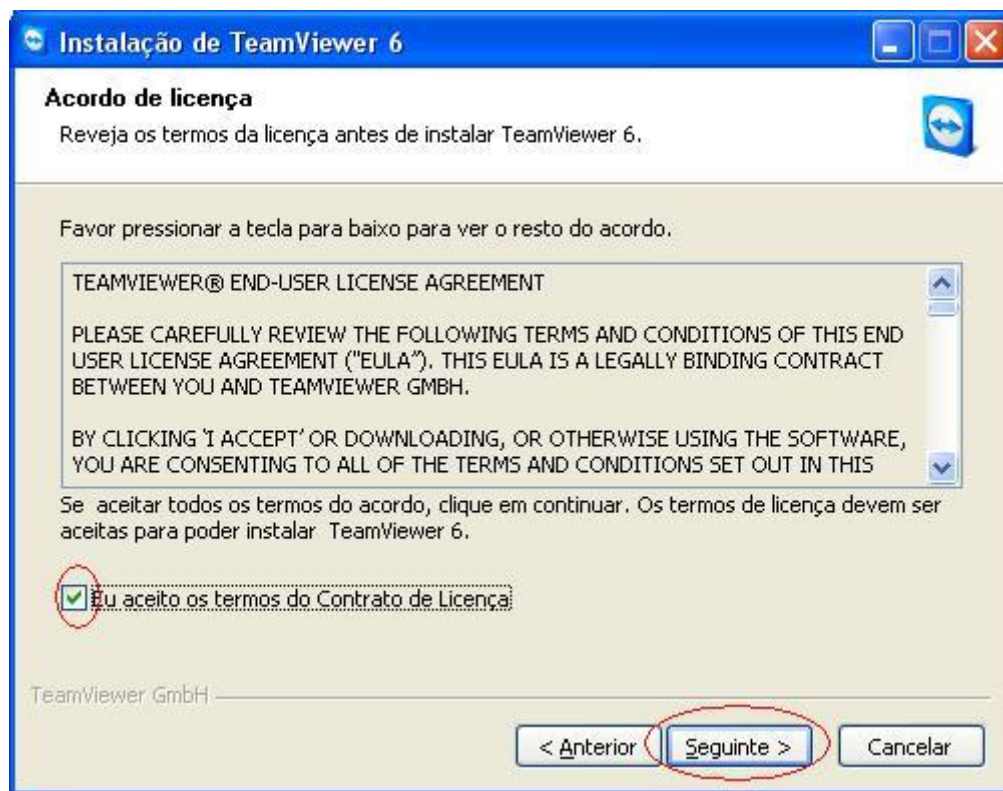 Instalação de TeamViewer 6
Acordo de licença
Reveja os termos da licença antes de instalar TeamViewer 6.
Favor pressionar a tecla para baixo para ver o resto do acordo.
TEAMVIEWER® END-USER LICENSE AGREEMENT
PLEASE CAREFULLY REVIEW THE FOLLOWING TERMS AND CONDITIONS OF THIS END
USER LICENSE AGREEMENT ("EULA"). THIS EULA IS A LEGALLY BINDING CONTRACT
BETWEEN YOU AND TEAMVIEWER GMBH.
BY CLICKING 'I ACCEPT' OR DOWNLOADING, OR OTHERWISE USING THE SOFTWARE,
YOU ARE CONSENTING TO ALL OF THE TERMS AND CONDITIONS SET OUT IN THIS
Se aceitar todos os termos do acordo, clique em continuar. Os termos de licença devem ser
aceitas para poder instalar TeamViewer 6.
Eu aceito os termos do Contrato de Licença
TeamViewer GmbH
< Anterior Seguinte > Cancelar